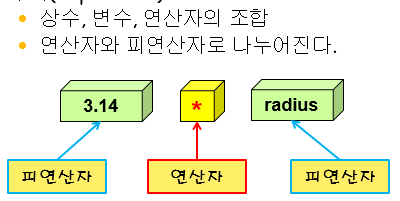 상수, 변수, 연산자의 조합
연산자와 피연산자로 나누어진다.
3.14 * radius
피연산자 연산자 피연산자